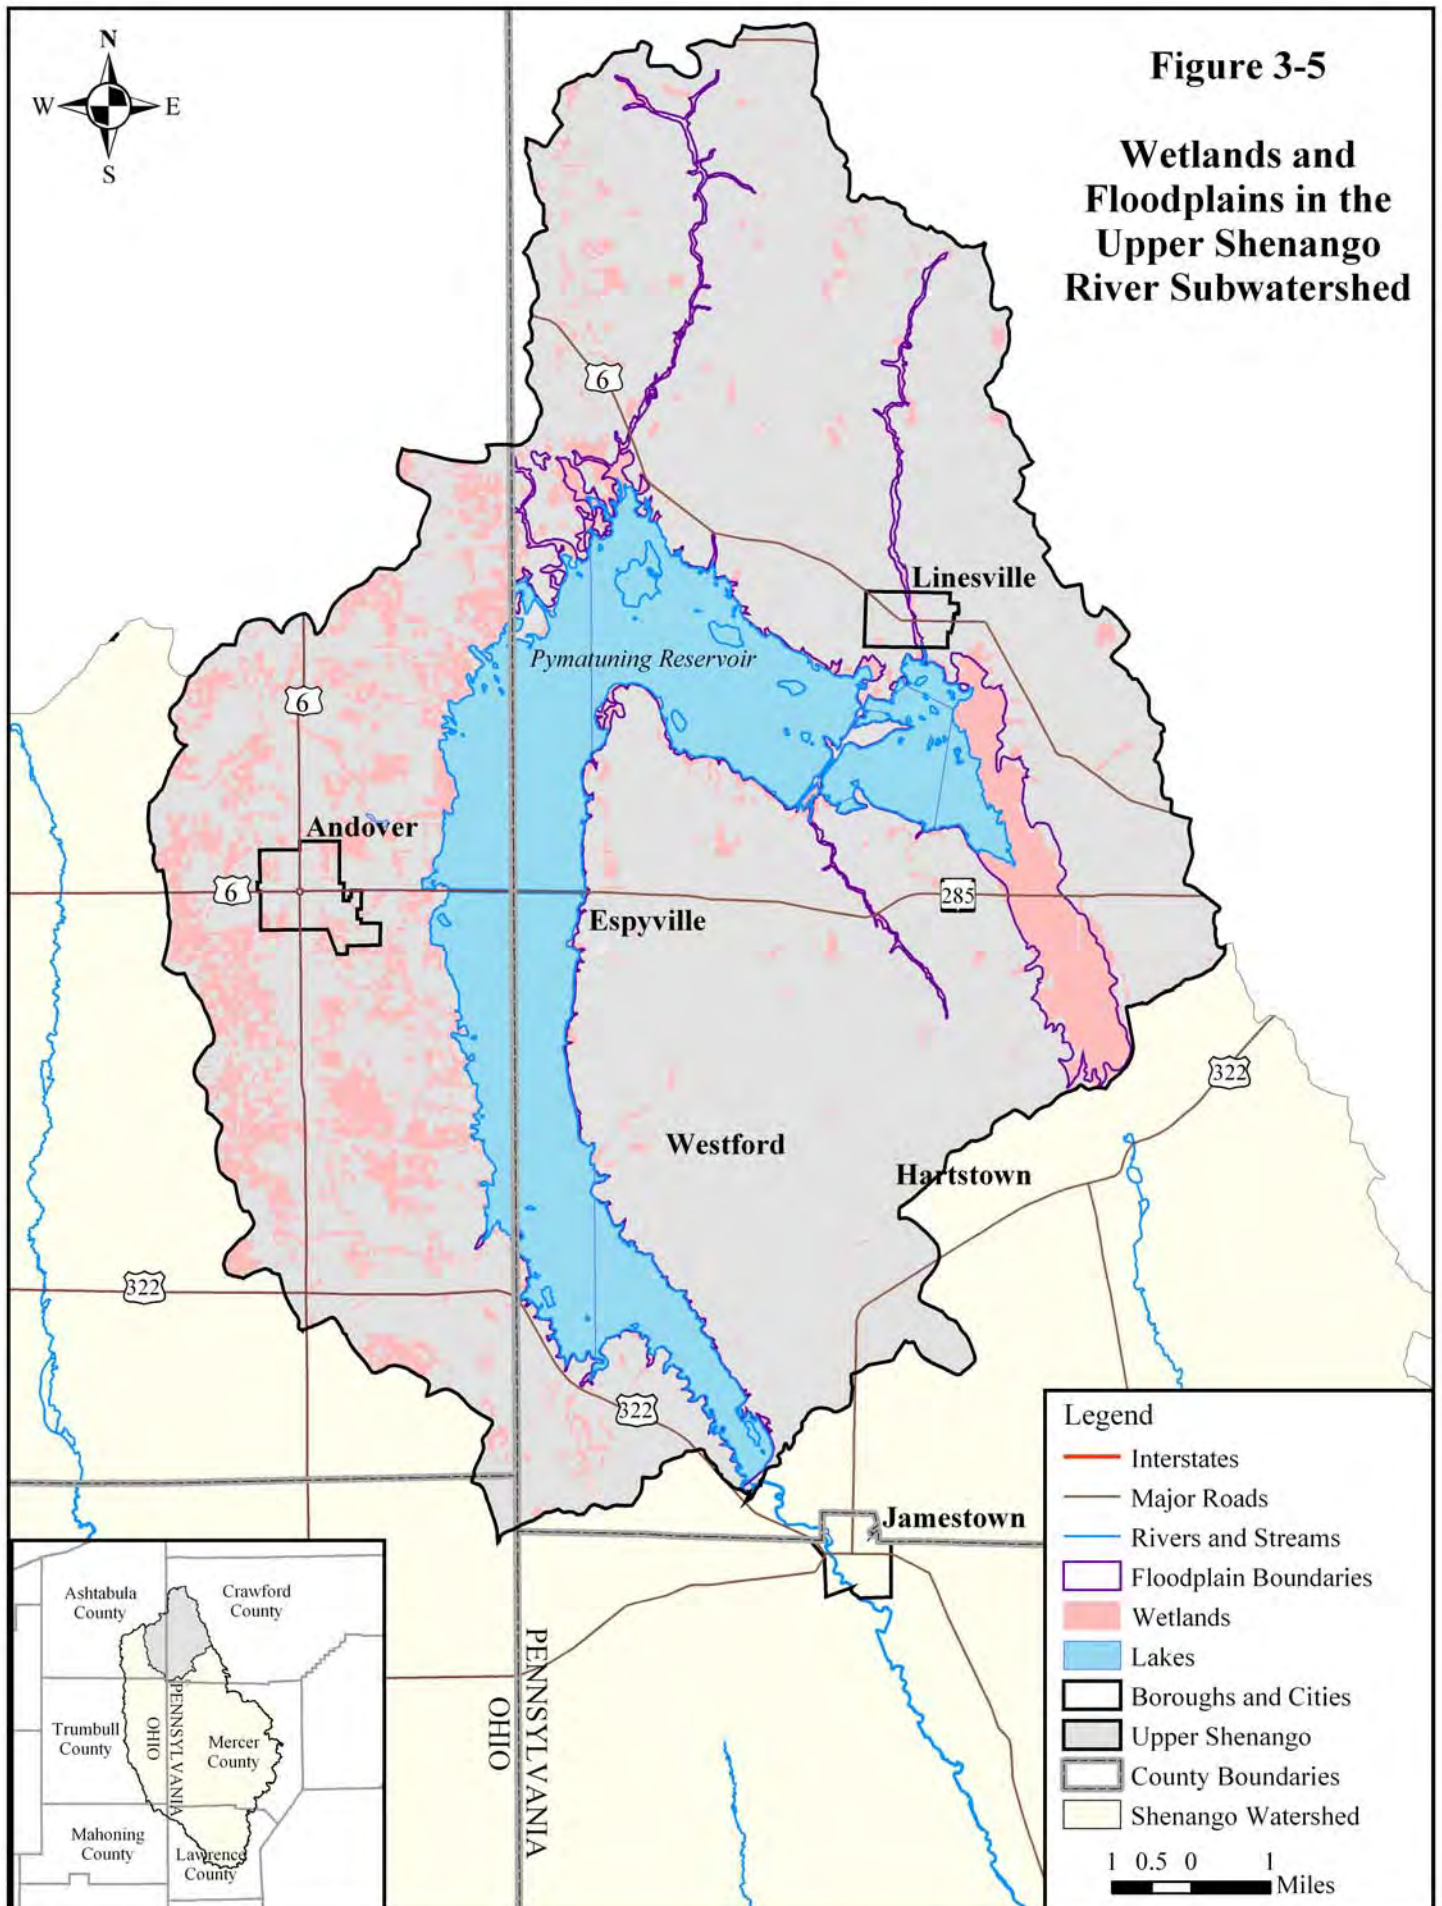 Figure 3-5
Wetlands and
Floodplains in the
Upper Shenango
River Subwatershed
N
W
E
S
6
Linesville
Pymatuning Reservoir
6
Andover
6
285
Espyville
322
Westford
Hartstown
322
322
Jamestown
PENNSYLVANIA
OHIO
Legend
Interstates
Major Roads
Rivers and Streams
Floodplain Boundaries
Wetlands
Lakes
Boroughs and Cities
Upper Shenango
County Boundaries
Shenango Watershed
1 0.5 0 1
Miles
Ashtabula
County
Crawford
County
Trumbull
County
OHIO
PENNSYLVANIA
Mercer
County
Mahoning
County
Lawrence
County